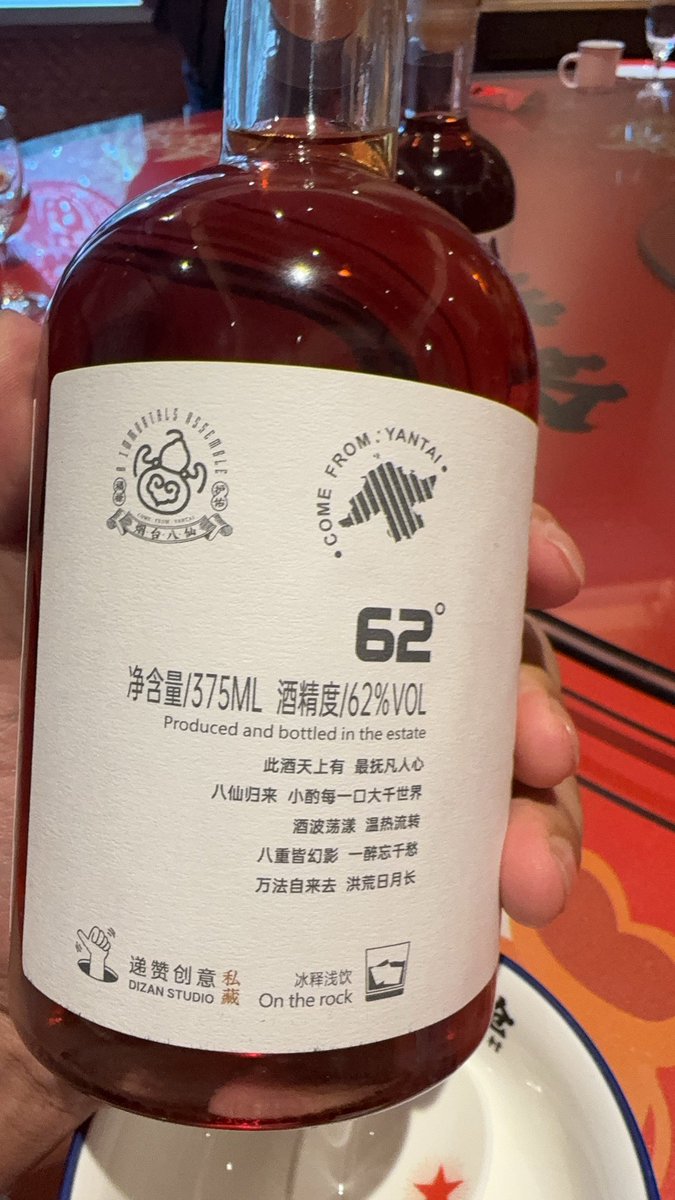 8 IMMORTALS ASSEMBLE
COME FROM YANTAI
烟台八仙
COME FROM: YANTAI
62°
净含量/375ML 酒精度/62%VOL
Produced and bottled in the estate
此酒天上有 最抚凡人心
八仙归来 小酌每一口大千世界
酒波荡漾 温热流转
八重皆幻影 一醉忘千愁
万法自来去 洪荒日月长
递赞创意 私藏
DIZAN STUDIO
冰释浅饮
On the rock